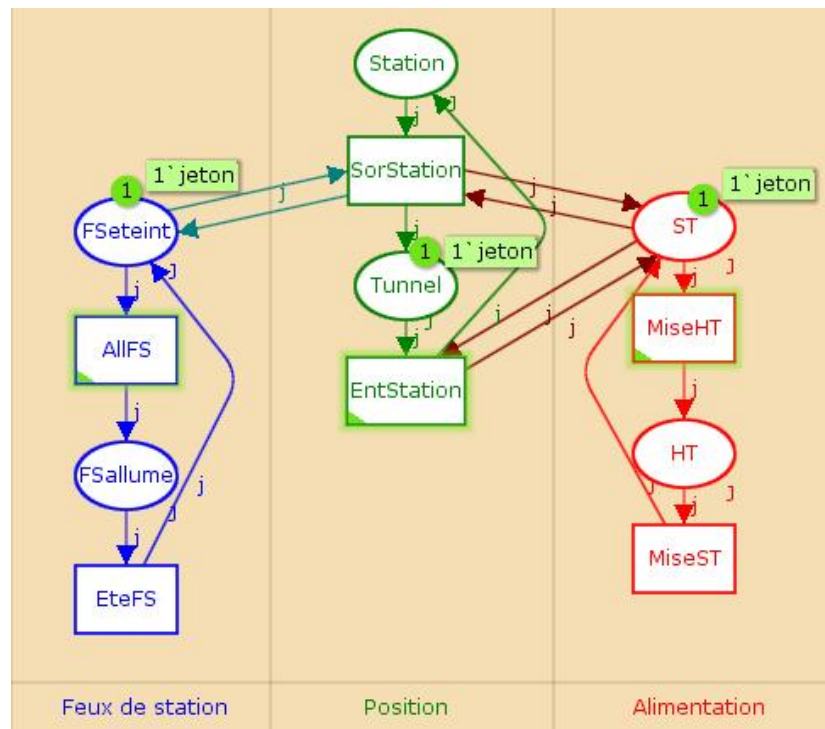 Station
j
j
SorStation
1 1`jeton
j
j
j
1 1`jeton
FSeteint
ST
j
1 1`jeton
j
j
Tunnel
j
j
AllFS
j
j
j
j
j
MiseHT
EntStation
j
j
FSallume
HT
j
j
j
j
j
j
EteFS
MiseST
Feux de station
Position
Alimentation